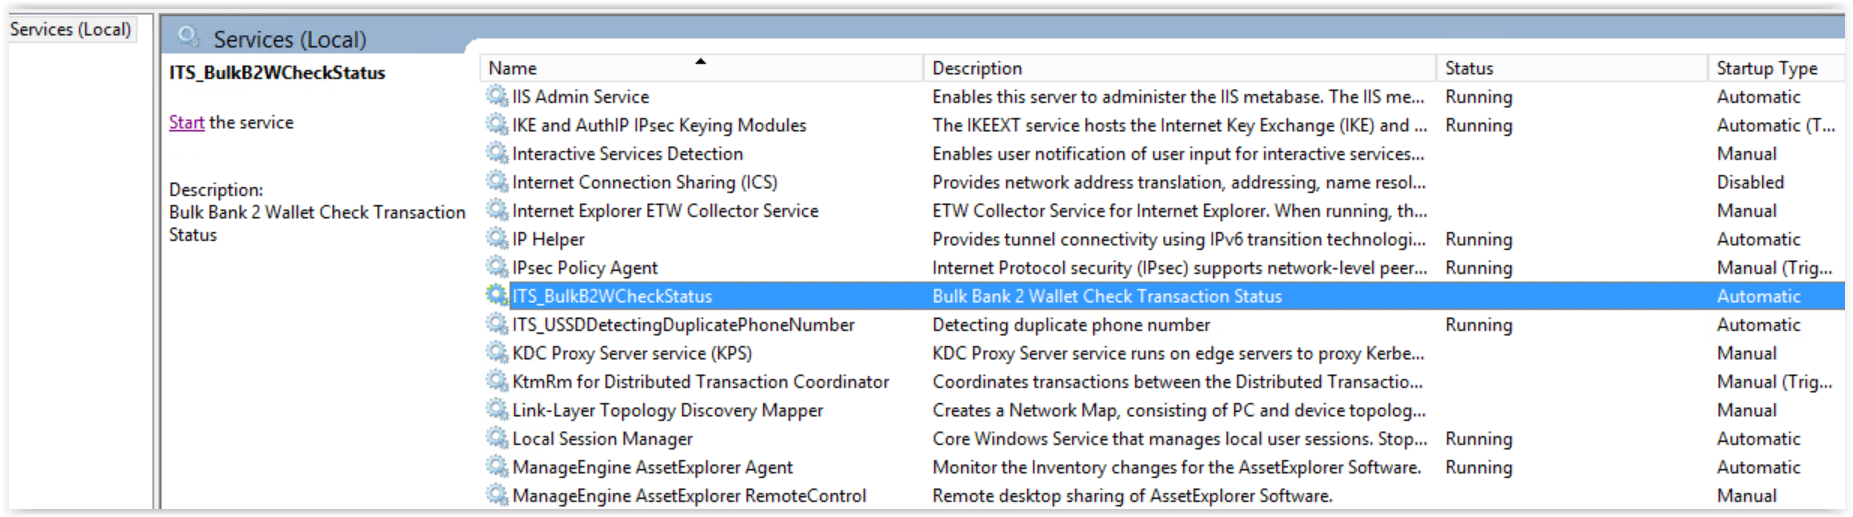 Services (Local)
Services (Local)
ITS_BulkB2WCheckStatus
Start the service
Description:
Bulk Bank 2 Wallet Check Transaction
Status
Name Description Status Startup Type
IIS Admin Service Enables this server to administer the IIS metabase. The IIS me... Running Automatic
IKE and AuthIP IPsec Keying Modules The IKEEXT service hosts the Internet Key Exchange (IKE) and ... Running Automatic (T...
Interactive Services Detection Enables user notification of user input for interactive services... Manual
Internet Connection Sharing (ICS) Provides network address translation, addressing, name resol... Disabled
Internet Explorer ETW Collector Service ETW Collector Service for Internet Explorer. When running, th... Manual
IP Helper Provides tunnel connectivity using IPv6 transition technologi... Running Automatic
IPsec Policy Agent Internet Protocol security (IPsec) supports network-level peer... Running Manual (Trig...
ITS_BulkB2WCheckStatus Bulk Bank 2 Wallet Check Transaction Status Automatic
ITS_USSDDetectingDuplicatePhoneNumber Detecting duplicate phone number Running Automatic
KDC Proxy Server service (KPS) KDC Proxy Server service runs on edge servers to proxy Kerbe... Manual
KtmRm for Distributed Transaction Coordinator Coordinates transactions between the Distributed Transactio... Manual (Trig...
Link-Layer Topology Discovery Mapper Creates a Network Map, consisting of PC and device topolog... Manual
Local Session Manager Core Windows Service that manages local user sessions. Stop... Running Automatic
ManageEngine AssetExplorer Agent Monitor the Inventory changes for the AssetExplorer Software. Running Automatic
ManageEngine AssetExplorer RemoteControl Remote desktop sharing of AssetExplorer Software. Manual